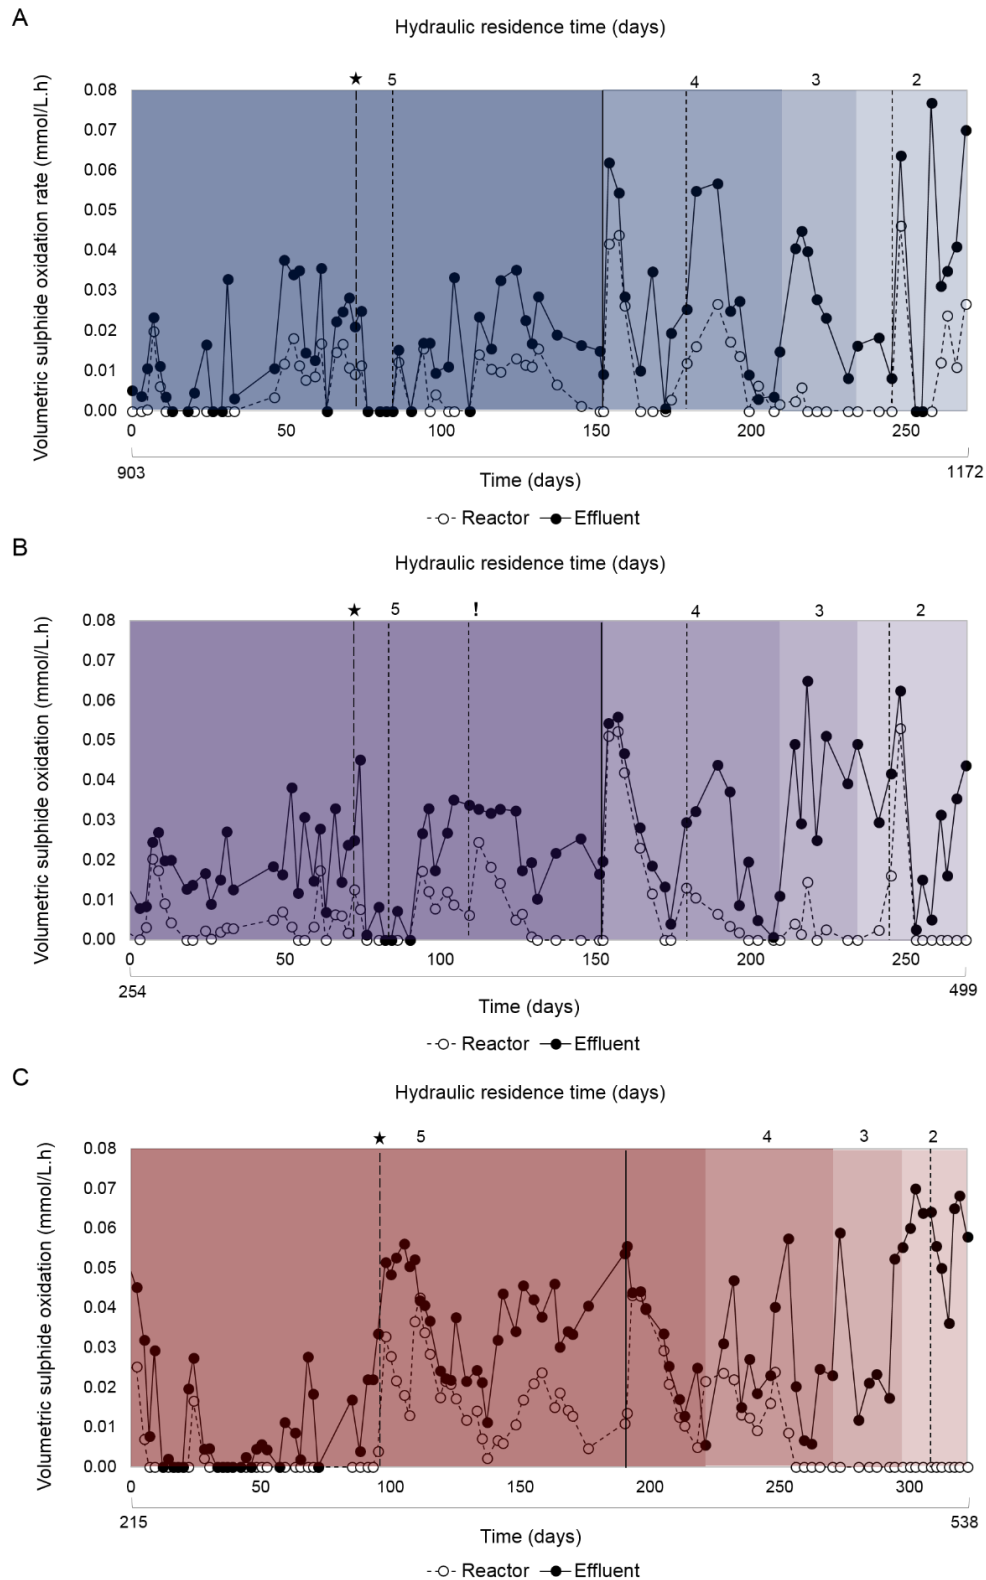 A
Hydraulic residence time (days)
★ 5 4 3 2
Volumetric sulphide oxidation rate (mmol/L.h)
0.08
0.07
0.06
0.05
0.04
0.03
0.02
0.01
0.00
0 50 100 150 200 250
903 1172
Time (days)
Reactor Effluent
B
Hydraulic residence time (days)
★ 5 ! 4 3 2
Volumetric sulphide oxidation (mmol/L.h)
0.08
0.07
0.06
0.05
0.04
0.03
0.02
0.01
0.00
0 50 100 150 200 250
254 499
Time (days)
Reactor Effluent
C
Hydraulic residence time (days)
★ 5 4 3 2
Volumetric sulphide oxidation (mmol/L.h)
0.08
0.07
0.06
0.05
0.04
0.03
0.02
0.01
0.00
0 50 100 150 200 250 300
215 538
Time (days)
Reactor Effluent